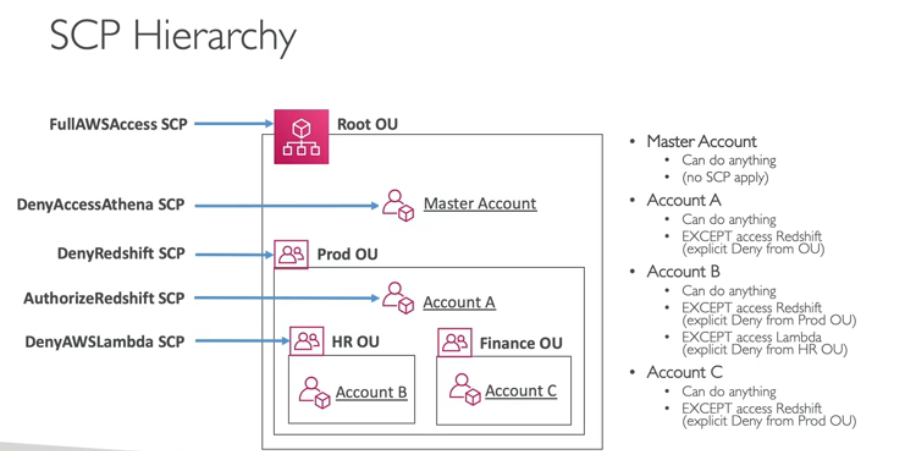 SCP Hierarchy
FullAWSAccess SCP
Root OU
DenyAccessAthena SCP
Master Account
DenyRedshift SCP
Prod OU
AuthorizeRedshift SCP
Account A
DenyAWSLambda SCP
HR OU
Finance OU
Account B
Account C
• Master Account
• Can do anything
• (no SCP apply)
• Account A
• Can do anything
• EXCEPT access Redshift
(explicit Deny from OU)
• Account B
• Can do anything
• EXCEPT access Redshift
(explicit Deny from Prod OU)
• EXCEPT access Lambda
(explicit Deny from HR OU)
• Account C
• Can do anything
• EXCEPT access Redshift
(explicit Deny from Prod OU)